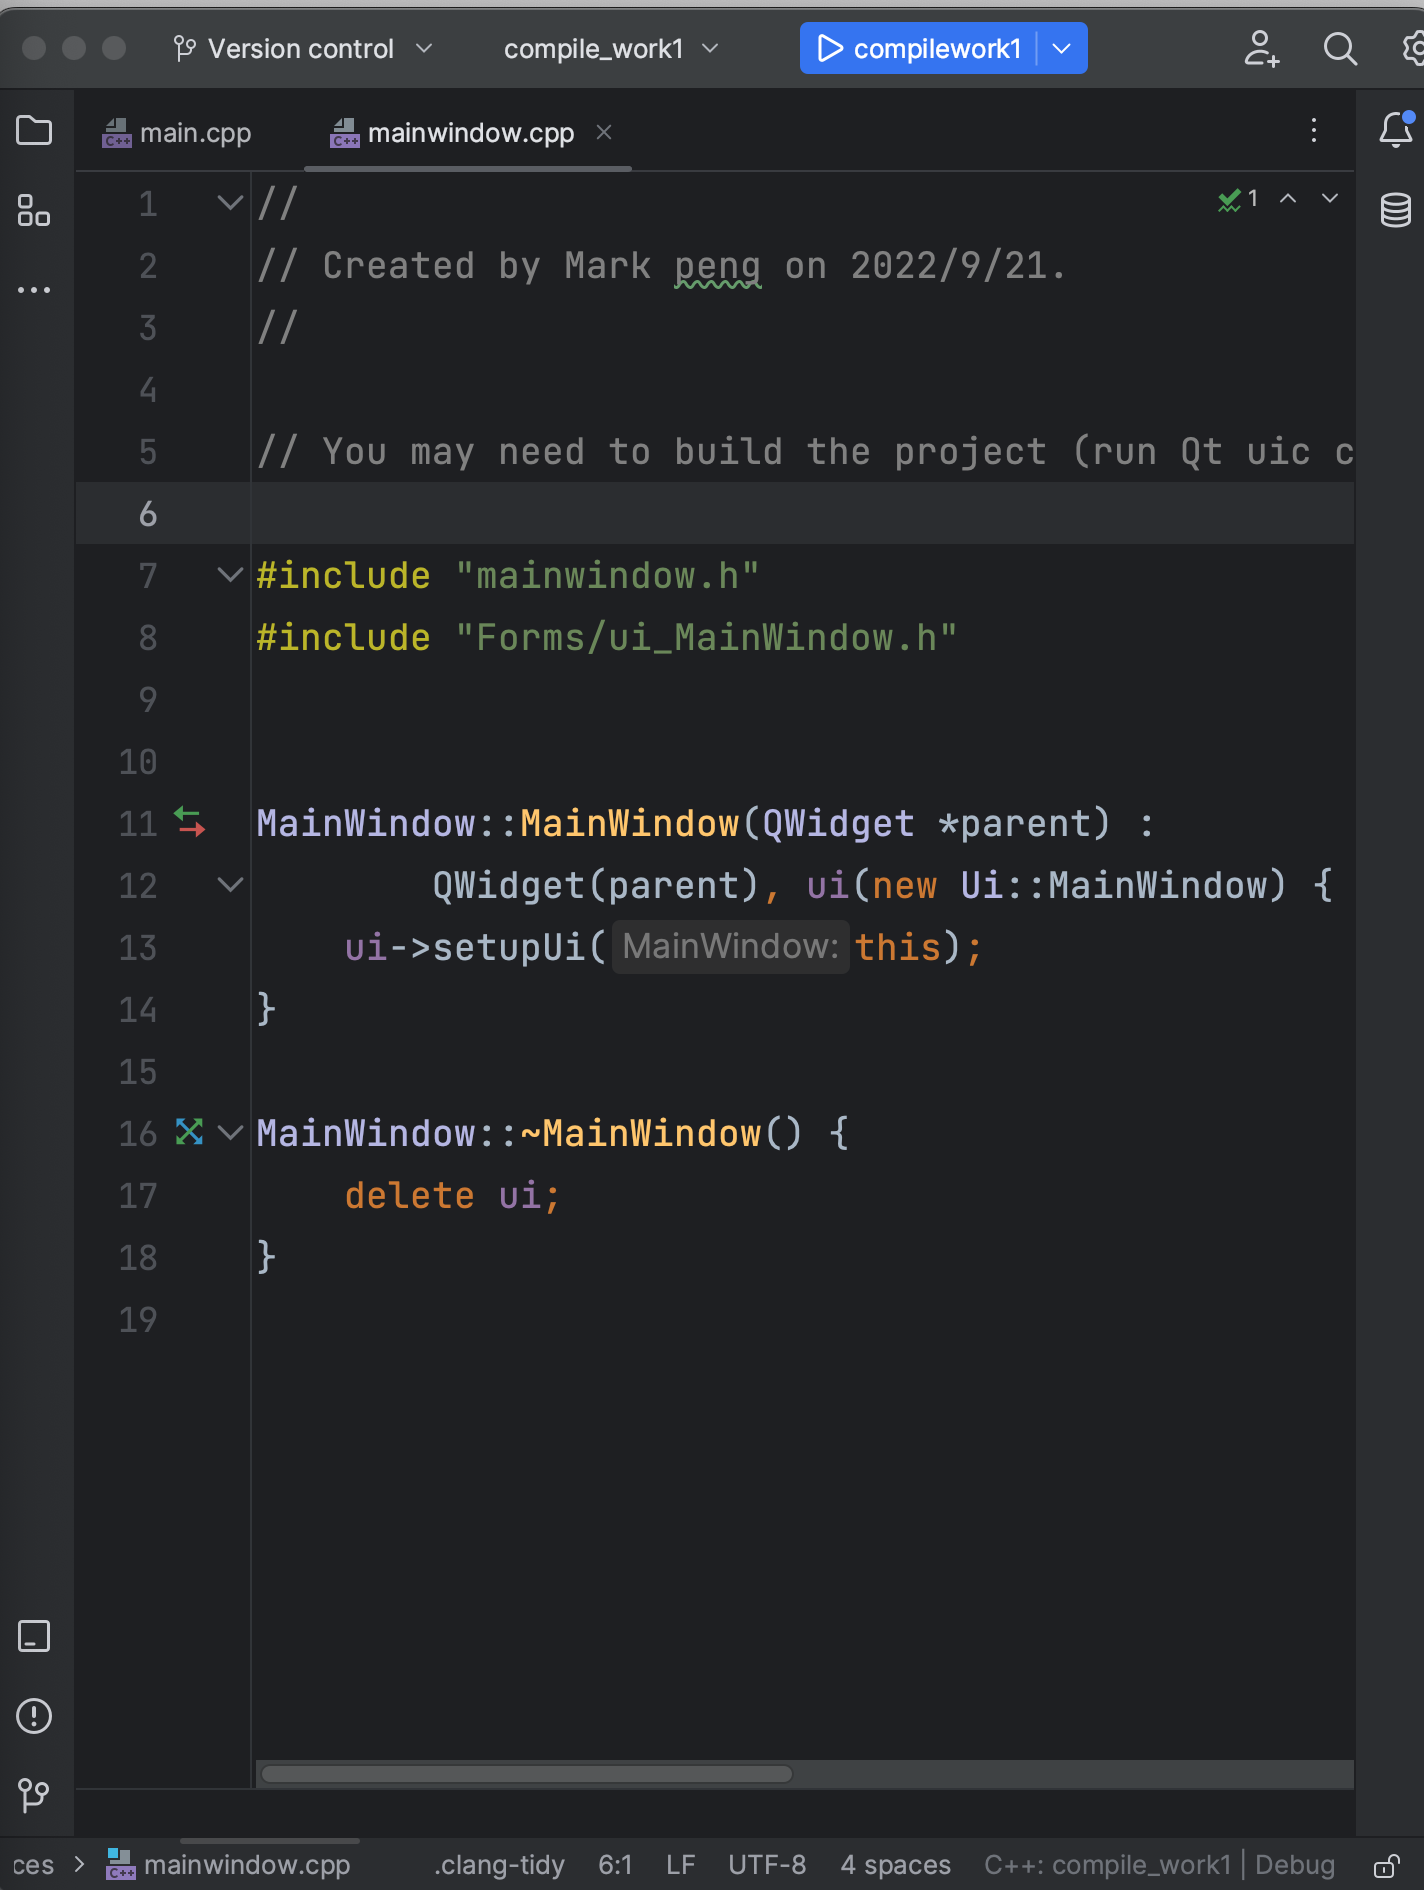 Version control compile_work1 compilework1
main.cpp mainwindow.cpp
1 // 1
2 // Created by Mark peng on 2022/9/21.
3 //
4
5 // You may need to build the project (run Qt uic c
6
7 #include "mainwindow.h"
8 #include "Forms/ui_MainWindow.h"
9
10
11 MainWindow::MainWindow(QWidget *parent) :
12 QWidget(parent), ui(new Ui::MainWindow) {
13 ui->setupUi( MainWindow: this);
14 }
15
16 MainWindow::~MainWindow() {
17 delete ui;
18 }
19
ces > mainwindow.cpp .clang-tidy 6:1 LF UTF-8 4 spaces C++: compile_work1 | Debug